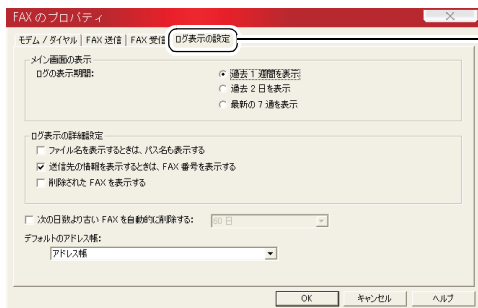 FAX のプロパティ
モデム / ダイヤル | FAX 送信 | FAX 受信 ログ表示の設定
メイン画面の表示
ログの表示期間: 過去 1 週間を表示
過去 2 日を表示
最新の 7 通を表示
ログ表示の詳細設定
ファイル名を表示するときは、パス名も表示する
送信先の情報を表示するときは、FAX 番号を表示する
削除された FAX を表示する
次の日数より古い FAX を自動的に削除する: 60 日
デフォルトのアドレス帳:
アドレス帳
OK キャンセル ヘルプ